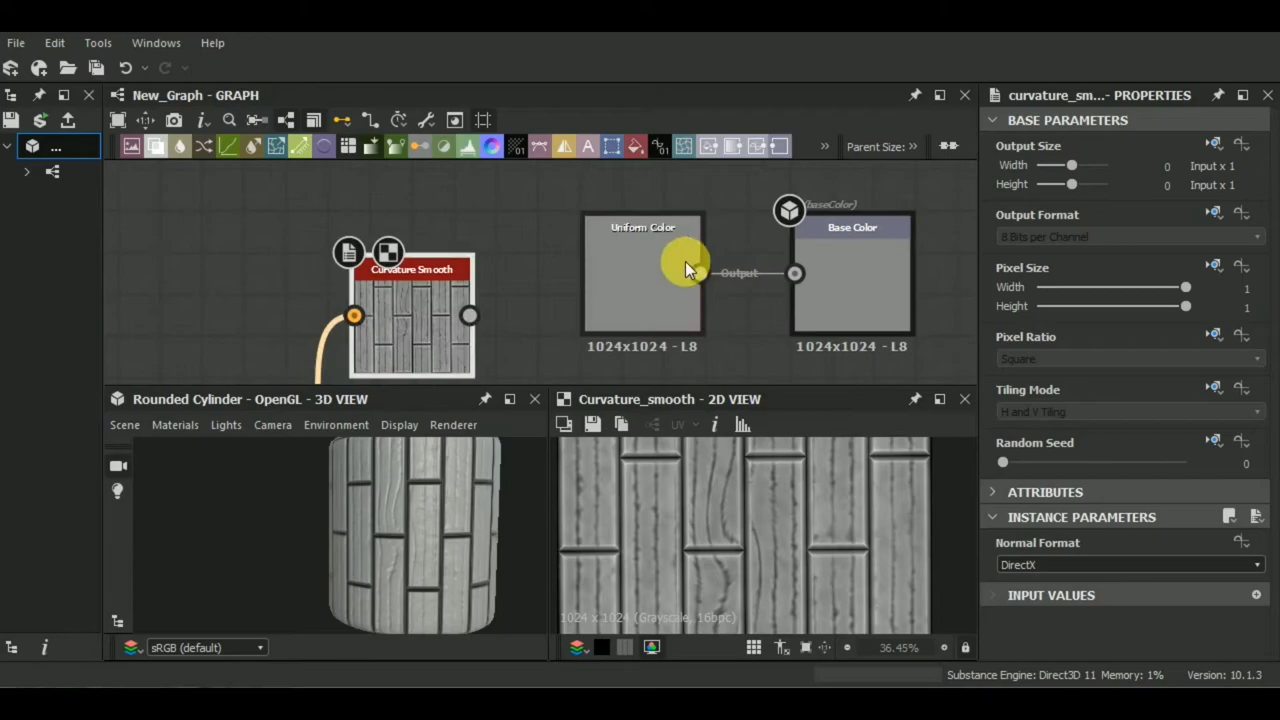 File Edit Tools Windows Help
New_Graph - GRAPH
curvature_sm...- PROPERTIES
...
Parent Size:
01
A
01
BASE PARAMETERS
Output Size
Width 0 Input x 1
Height 0 Input x 1
Output Format
8 Bits per Channel
Pixel Size
Width 1
Height 1
Pixel Ratio
Square
Tiling Mode
H and V Tiling
Random Seed
0
ATTRIBUTES
INSTANCE PARAMETERS
Normal Format
DirectX
INPUT VALUES
(baseColor)
Uniform Color
Base Color
Curvature Smooth
Output
1024x1024 - L8
1024x1024 - L8
Rounded Cylinder - OpenGL - 3D VIEW
Scene Materials Lights Camera Environment Display Renderer
sRGB (default)
Curvature_smooth - 2D VIEW
UV
1024 x 1024 (Grayscale, 16bpc)
36.45%
Substance Engine: Direct3D 11 Memory: 1% Version: 10.1.3